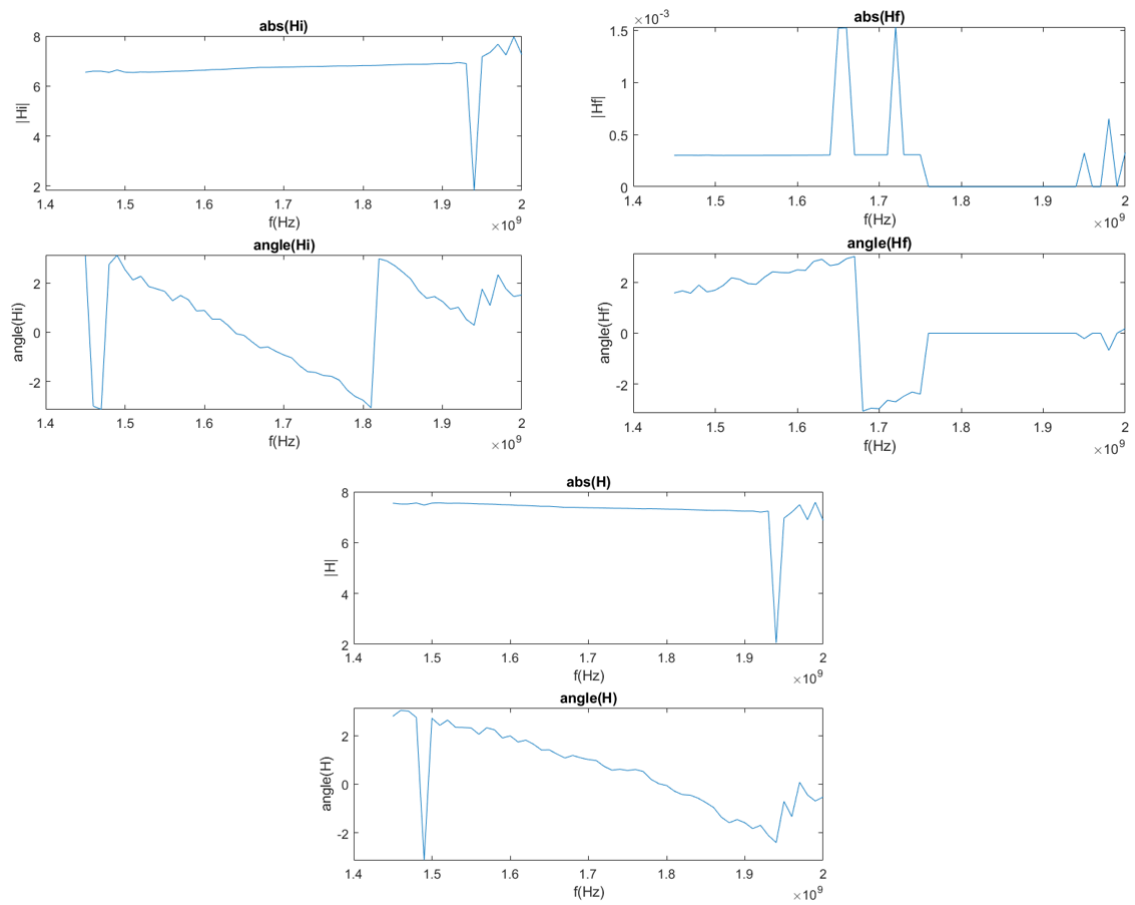 abs(Hi)
|Hi|
8
6
4
2
1.4 1.5 1.6 1.7 1.8 1.9 2
f(Hz)
×10^9
angle(Hi)
angle(Hi)
2
0
-2
1.4 1.5 1.6 1.7 1.8 1.9 2
f(Hz)
×10^9
×10^-3
abs(Hf)
|Hf|
1.5
1
0.5
0
1.4 1.5 1.6 1.7 1.8 1.9 2
f(Hz)
×10^9
angle(Hf)
angle(Hf)
2
0
-2
1.4 1.5 1.6 1.7 1.8 1.9 2
f(Hz)
×10^9
abs(H)
|H|
8
6
4
2
1.4 1.5 1.6 1.7 1.8 1.9 2
f(Hz)
×10^9
angle(H)
angle(H)
2
0
-2
1.4 1.5 1.6 1.7 1.8 1.9 2
f(Hz)
×10^9